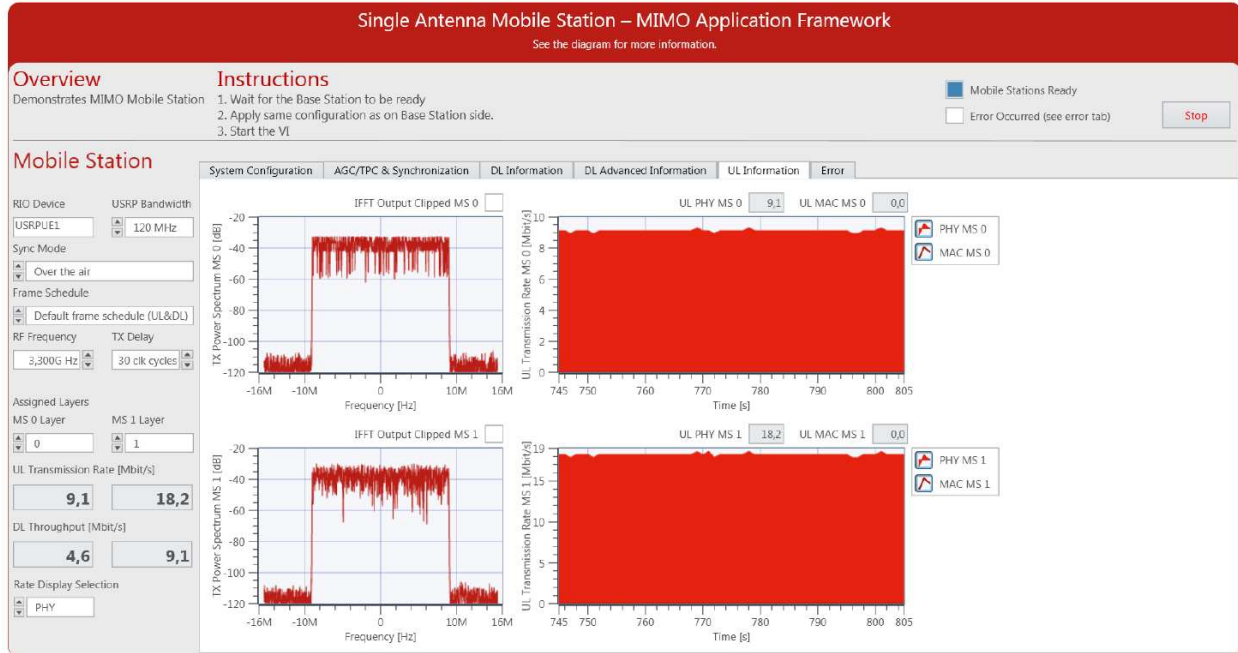 Single Antenna Mobile Station – MIMO Application Framework
See the diagram for more information.
Overview
Demonstrates MIMO Mobile Station
Instructions
1. Wait for the Base Station to be ready
2. Apply same configuration as on Base Station side.
3. Start the VI
Mobile Stations Ready
Error Occurred (see error tab)
Stop
Mobile Station
RIO Device USRP Bandwidth
USRPUE1 120 MHz
Sync Mode
Over the air
Frame Schedule
Default frame schedule (UL&DL)
RF Frequency TX Delay
3,300G Hz 30 clk cycles
Assigned Layers
MS 0 Layer MS 1 Layer
0 1
UL Transmission Rate [Mbit/s]
9,1 18,2
DL Throughput [Mbit/s]
4,6 9,1
Rate Display Selection
PHY
System Configuration AGC/TPC & Synchronization DL Information DL Advanced Information UL Information Error
IFFT Output Clipped MS 0
TX Power Spectrum MS 0 [dB]
-20
-40
-60
-80
-100
-120
-16M -10M 0 10M 16M
Frequency [Hz]
UL PHY MS 0 9,1 UL MAC MS 0 0,0
UL Transmission Rate MS 0 [Mbit/s]
10
8
6
4
2
0
745 750 760 770 780 790 800 805
Time [s]
PHY MS 0
MAC MS 0
IFFT Output Clipped MS 1
TX Power Spectrum MS 1 [dB]
-20
-40
-60
-80
-100
-120
-16M -10M 0 10M 16M
Frequency [Hz]
UL PHY MS 1 18,2 UL MAC MS 1 0,0
UL Transmission Rate MS 1 [Mbit/s]
19
15
10
5
0
745 750 760 770 780 790 800 805
Time [s]
PHY MS 1
MAC MS 1